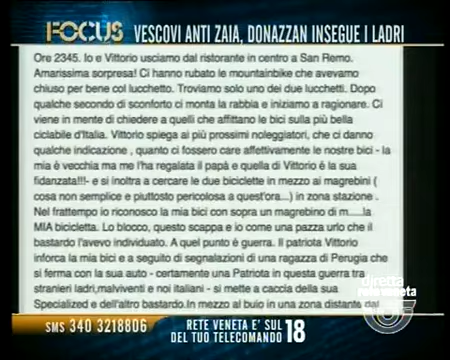 FOCUS VESCOVI ANTI ZAIA, DONAZZAN INSEGUE I LADRI
Ore 2345. Io e Vittorio usciamo dal ristorante in centro a San Remo.
Amarissima sorpresa! Ci hanno rubato le mountainbike che avevamo
chiuso per bene col lucchetto. Troviamo solo uno dei due lucchetti. Dopo
qualche secondo di sconforto ci monta la rabbia e iniziamo a ragionare. Ci
viene in mente di chiedere a quelli che affittano le bici sulla più bella
ciclabile d'Italia. Vittorio spiega ai più prossimi noleggiatori, che ci danno
qualche indicazione , quanto ci fossero care affettivamente le nostre bici - la
mia è vecchia ma me l'ha regalata il papà e quella di Vittorio è la sua
fidanzata!!!- e si inoltra a cercare le due biciclette in mezzo ai magrebini (
cosa non semplice e piuttosto pericolosa a quest'ora...) in zona stazione .
Nel frattempo io riconosco la mia bici con sopra un magrebino di m.....la
MIA bicicletta. Lo blocco, questo scappa e io come una pazza urlo che il
bastardo l'avevo individuato. A quel punto è guerra. Il patriota Vittorio
inforca la mia bici e a seguito di segnalazioni di una ragazza di Perugia che
si ferma con la sua auto - certamente una Patriota in questa guerra tra
stranieri ladri,malviventi e noi italiani - si mette a caccia della sua
Specialized e dell'altro bastardo.In mezzo al buio in una zona distante dal
diretta
rete veneta
SMS 340 3218806
RETE VENETA E' SUL
DEL TUO TELECOMANDO 18